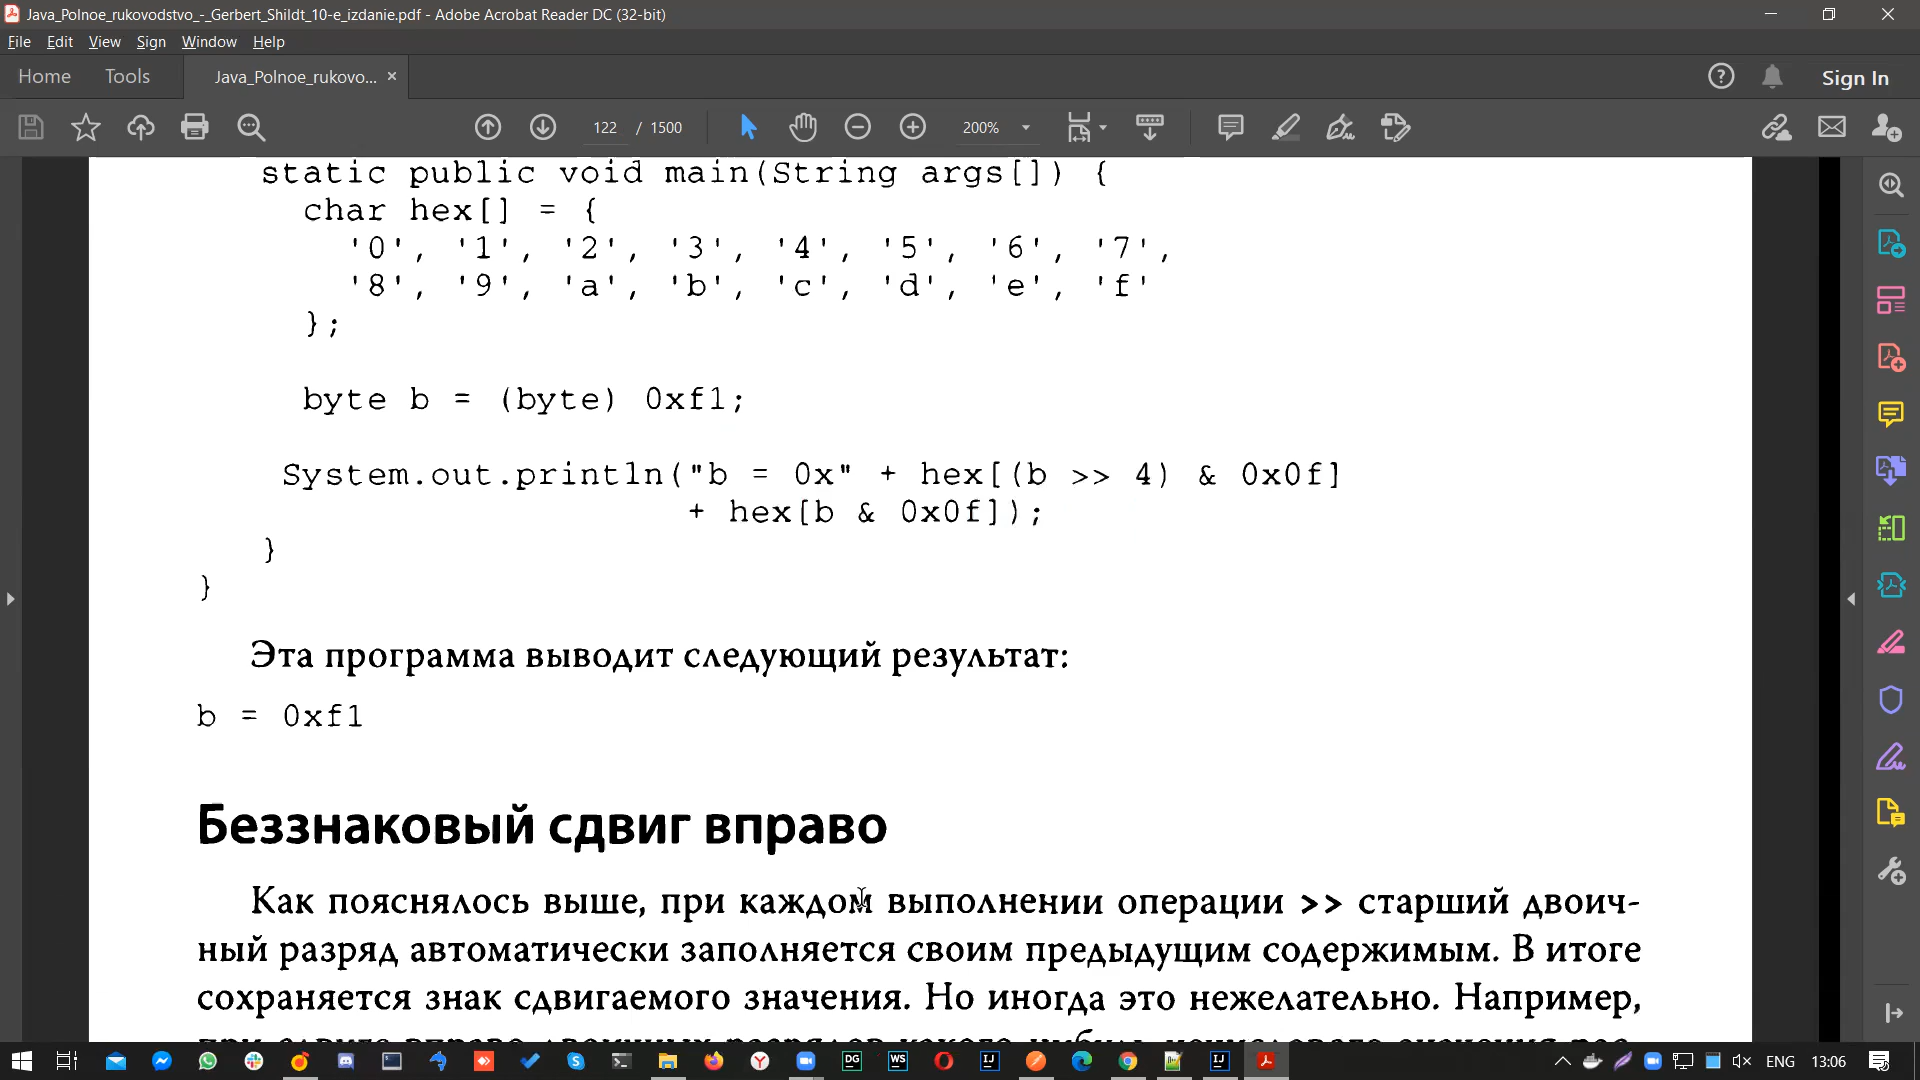 Java_Polnoe_rukovodstvo_-_Gerbert_Shildt_10-e_izdanie.pdf - Adobe Acrobat Reader DC (32-bit)
File Edit View Sign Window Help
Home Tools Java_Polnoe_rukovo... × Sign In
122 / 1500 200%
static public void main(String args[]) {
char hex[] = {
'0', '1', '2', '3', '4', '5', '6', '7',
'8', '9', 'a', 'b', 'c', 'd', 'e', 'f'
};
byte b = (byte) 0xf1;
System.out.println("b = 0x" + hex[(b >> 4) & 0x0f]
+ hex[b & 0x0f]);
}
}
Эта программа выводит следующий результат:
b = 0xf1
Беззнаковый сдвиг вправо
Как пояснялось выше, при каждом выполнении операции >> старший двоич-
ный разряд автоматически заполняется своим предыдущим содержимым. В итоге
сохраняется знак сдвигаемого значения. Но иногда это нежелательно. Например,
DG WS IJ IJ ENG 13:06